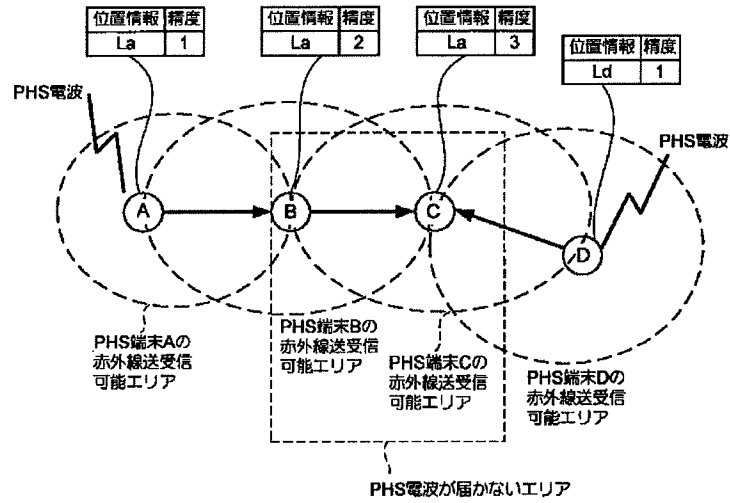 位置情報 精度
La 1
位置情報 精度
La 2
位置情報 精度
La 3
位置情報 精度
Ld 1
PHS電波
PHS電波
A
B
C
D
PHS端末Aの
赤外線送受信
可能エリア
PHS端末Bの
赤外線送受信
可能エリア
PHS端末Cの
赤外線送受信
可能エリア
PHS端末Dの
赤外線送受信
可能エリア
PHS電波が届かないエリア